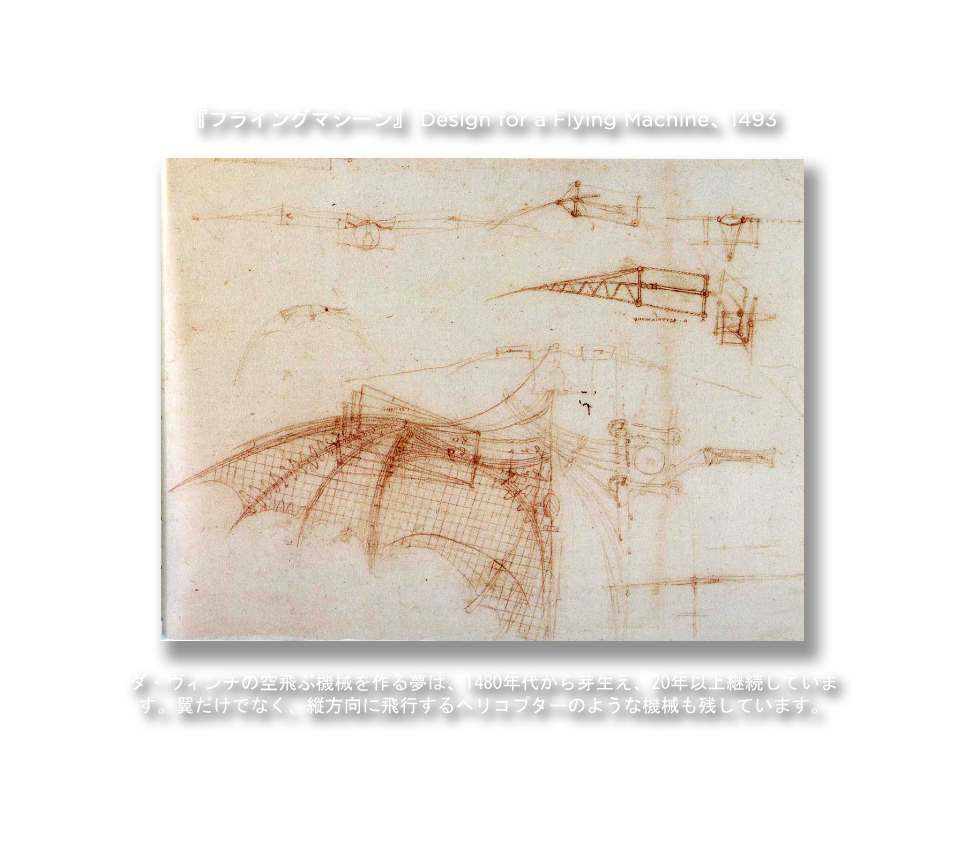 『フライングマシーン』 Design for a Flying Machine、1493
ダ・ヴィンチの空飛ぶ機械を作る夢は、1480年代から芽生え、20年以上継続していま
す。翼だけでなく、縦方向に飛行するヘリコプターのような機械も残しています。